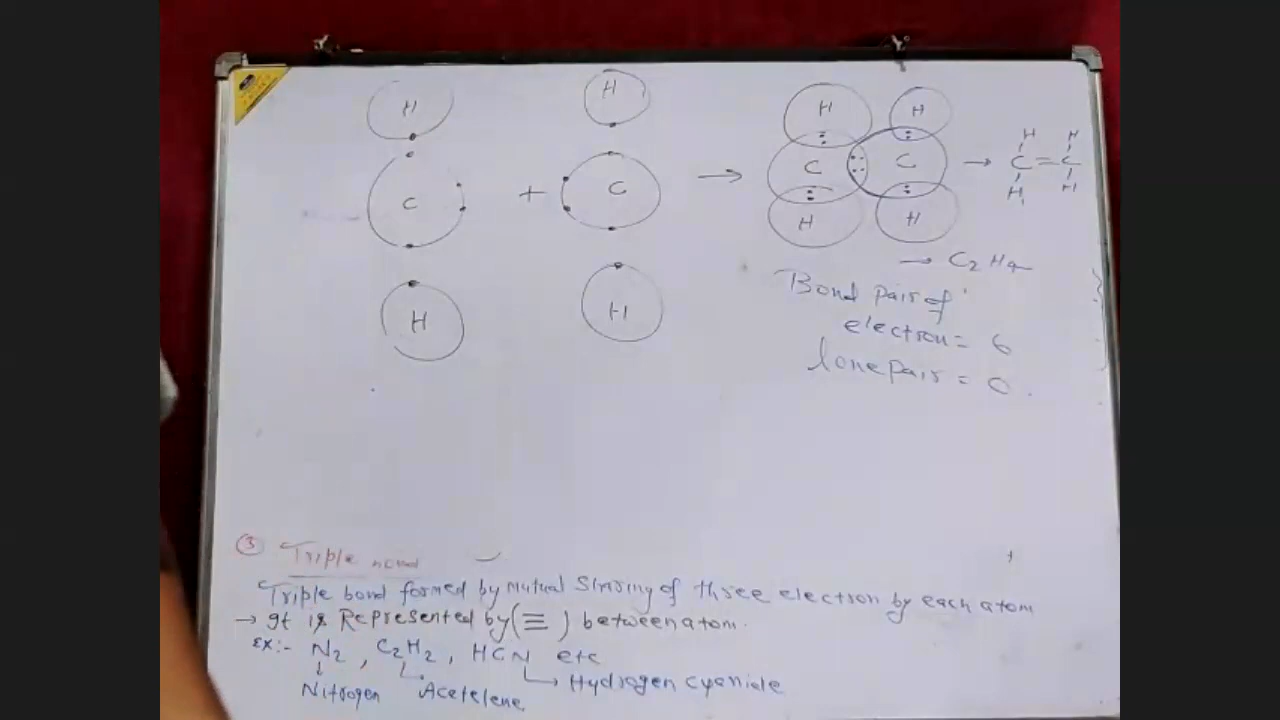 H H H H
C + C → C C → H H
C=C
H H
H H H H
→ C2H4
Bond pair of
electron = 6
lone pair = 0
③ Triple
Triple bond formed by mutual Sharing of three electron by each atom
→ It is Represented by (≡) between atom.
Ex:- N2, C2H2, HCN etc
Nitrogen Acetelene Hydrogen cyanide